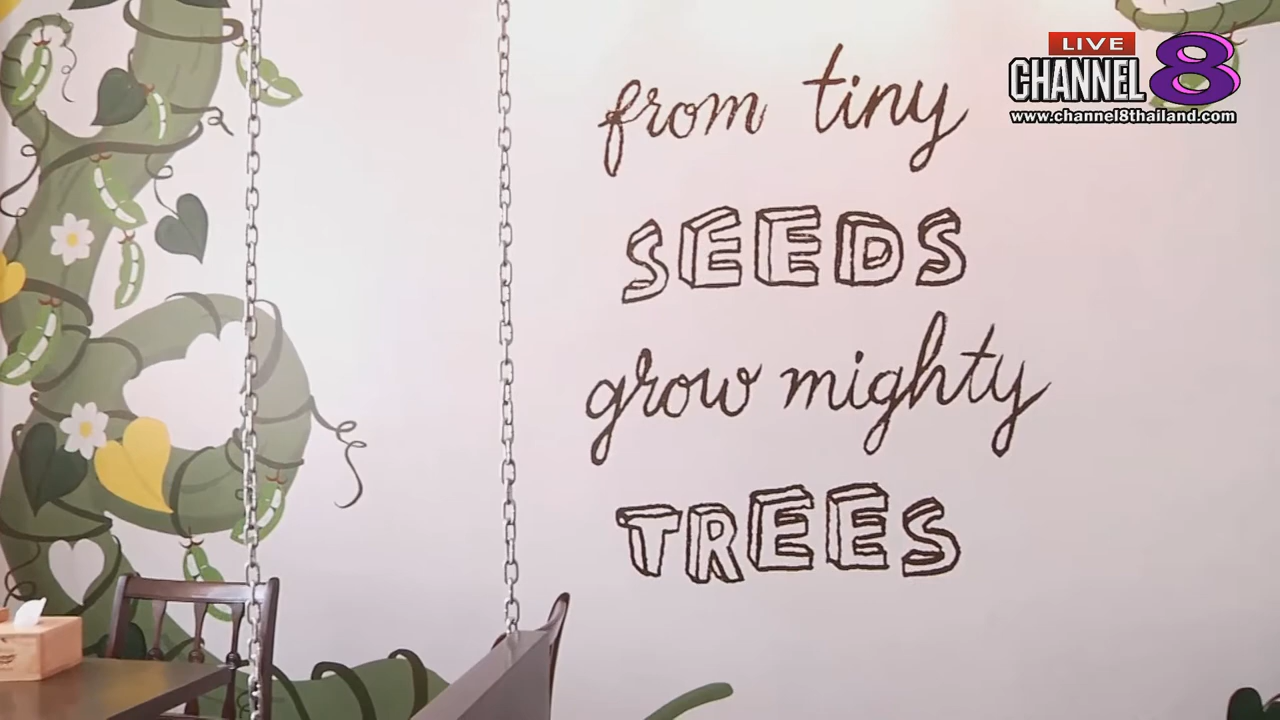 from tiny
SEEDS
grow mighty
TREES
LIVE
CHANNEL 8
www.channel8thailand.com